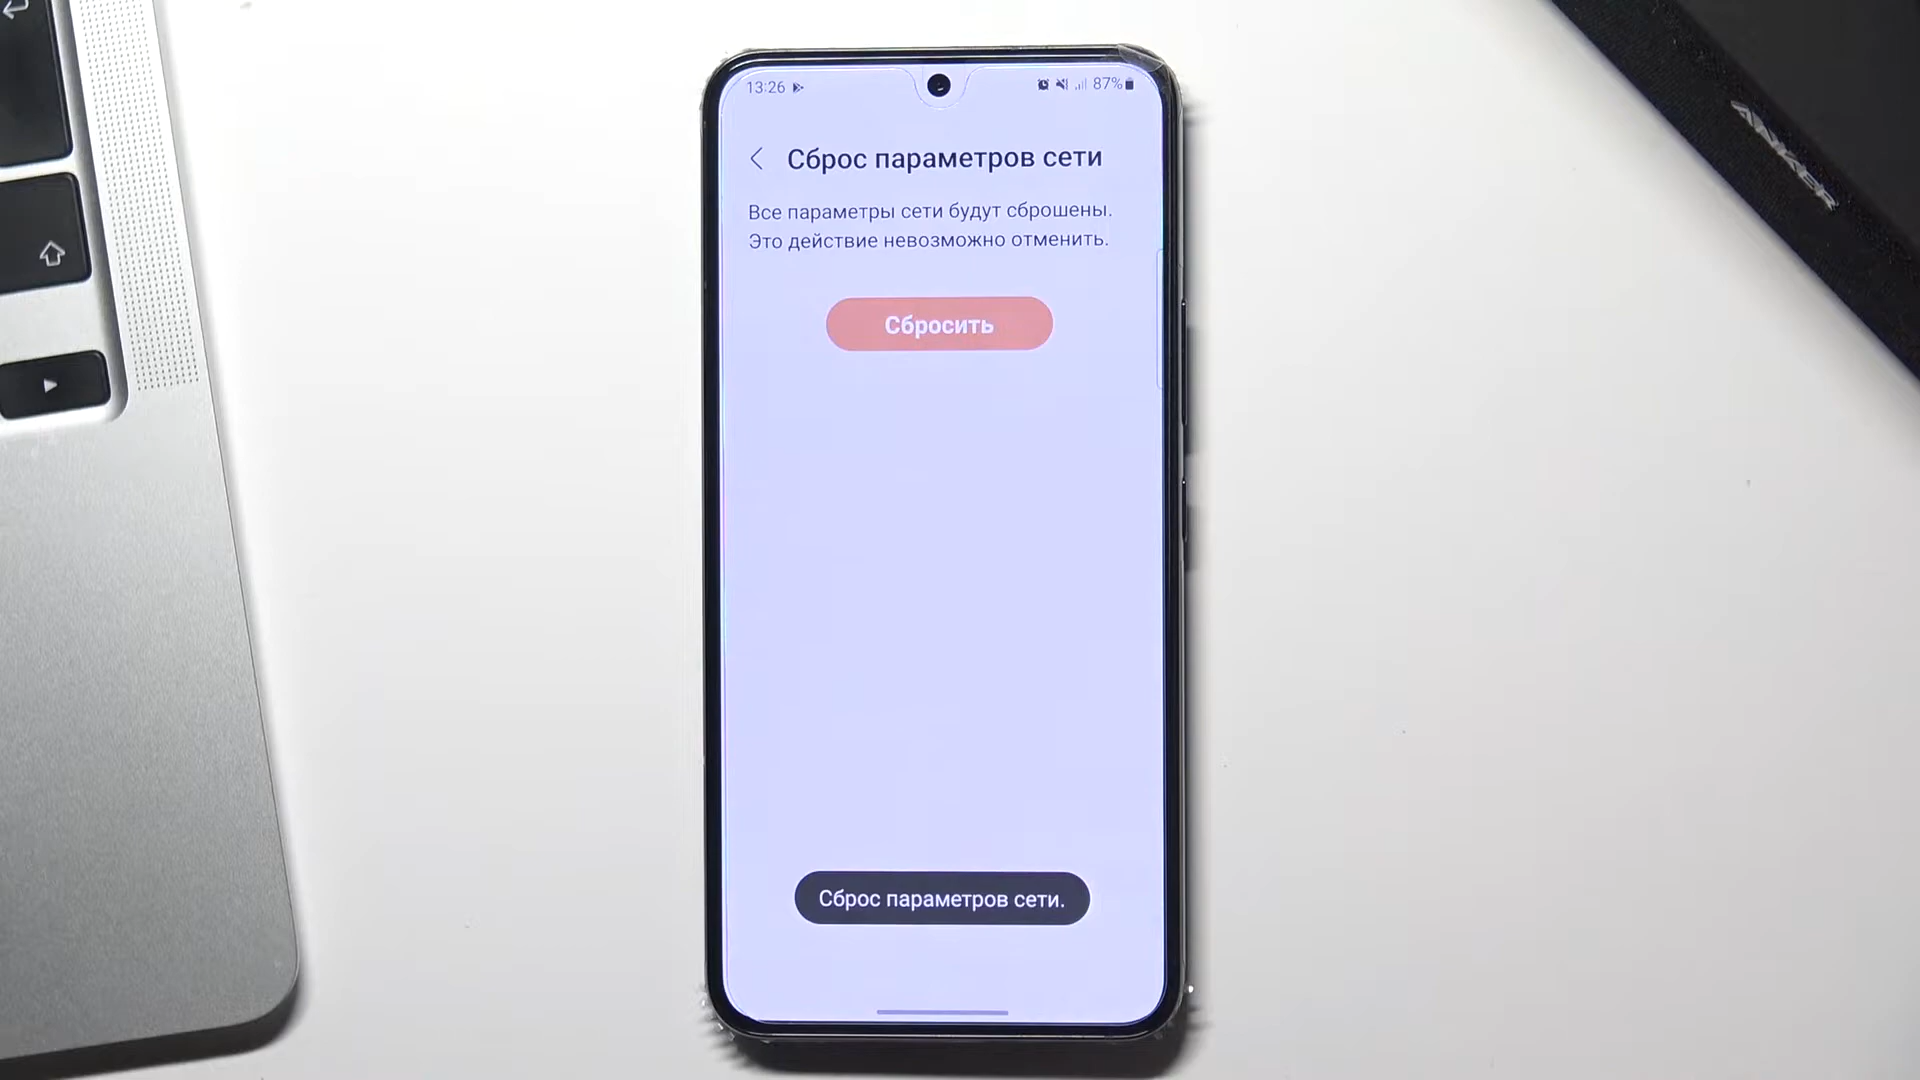 13:26
87%
Сброс параметров сети
Все параметры сети будут сброшены.
Это действие невозможно отменить.
Сбросить
Сброс параметров сети.
ANKER